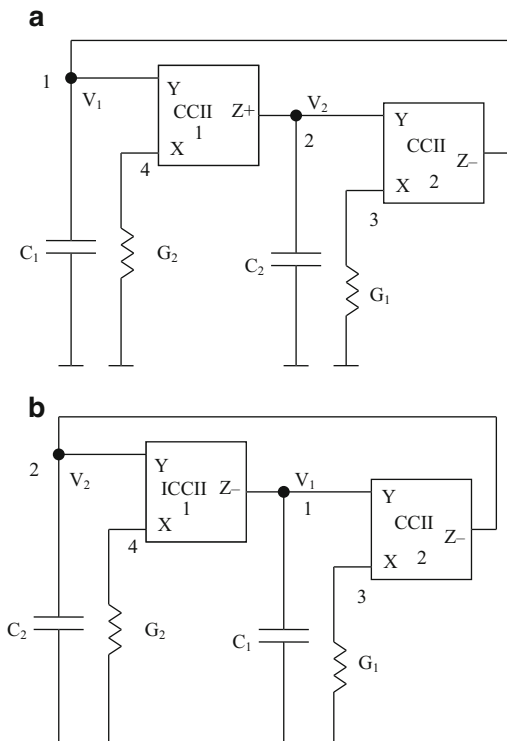 a
1
V₁
Y
CCII
1
Z+
X
4
V₂
2
Y
CCII
Z–
X
2
3
C₁
G₂
C₂
G₁
b
2
V₂
Y
ICCII
1
Z–
X
4
V₁
1
Y
CCII
Z–
X
2
3
C₂
G₂
C₁
G₁